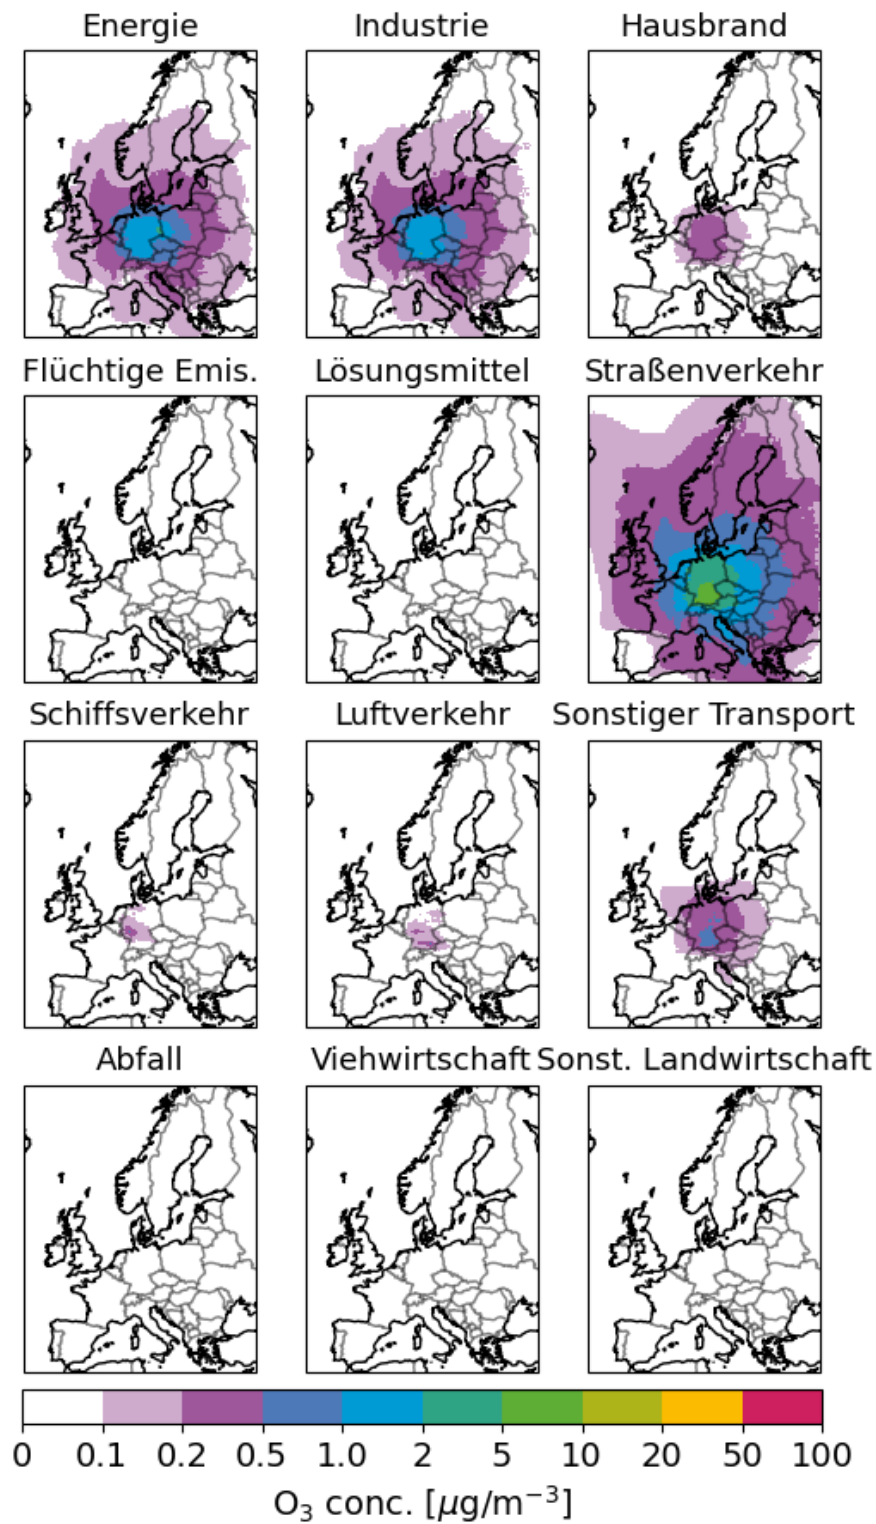 Energie Industrie Hausbrand
Flüchtige Emis. Lösungsmittel Straßenverkehr
Schiffsverkehr Luftverkehr Sonstiger Transport
Abfall Viehwirtschaft Sonst. Landwirtschaft
0 0.1 0.2 0.5 1.0 2 5 10 20 50 100
O₃ conc. [μg/m⁻³]